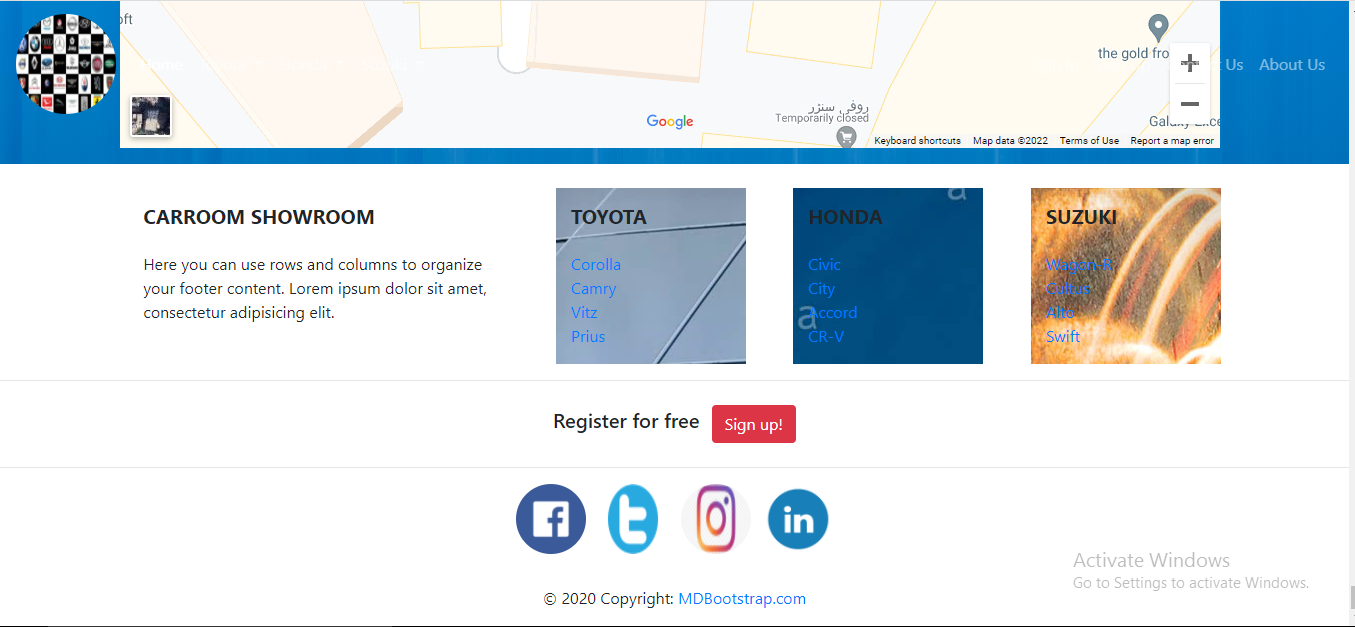 oft
Home
the gold fro
t Us
About Us
روفی سنٹر
Temporarily closed
Google
Galaxy Exce
Keyboard shortcuts
Map data ©2022
Terms of Use
Report a map error
CARROOM SHOWROOM
Here you can use rows and columns to organize
your footer content. Lorem ipsum dolor sit amet,
consectetur adipisicing elit.
TOYOTA
Corolla
Camry
Vitz
Prius
a
HONDA
Civic
City
a
Accord
CR-V
SUZUKI
Wagon R
Cultus
Alto
Swift
Register for free
Sign up!
© 2020 Copyright: MDBootstrap.com
Activate Windows
Go to Settings to activate Windows.